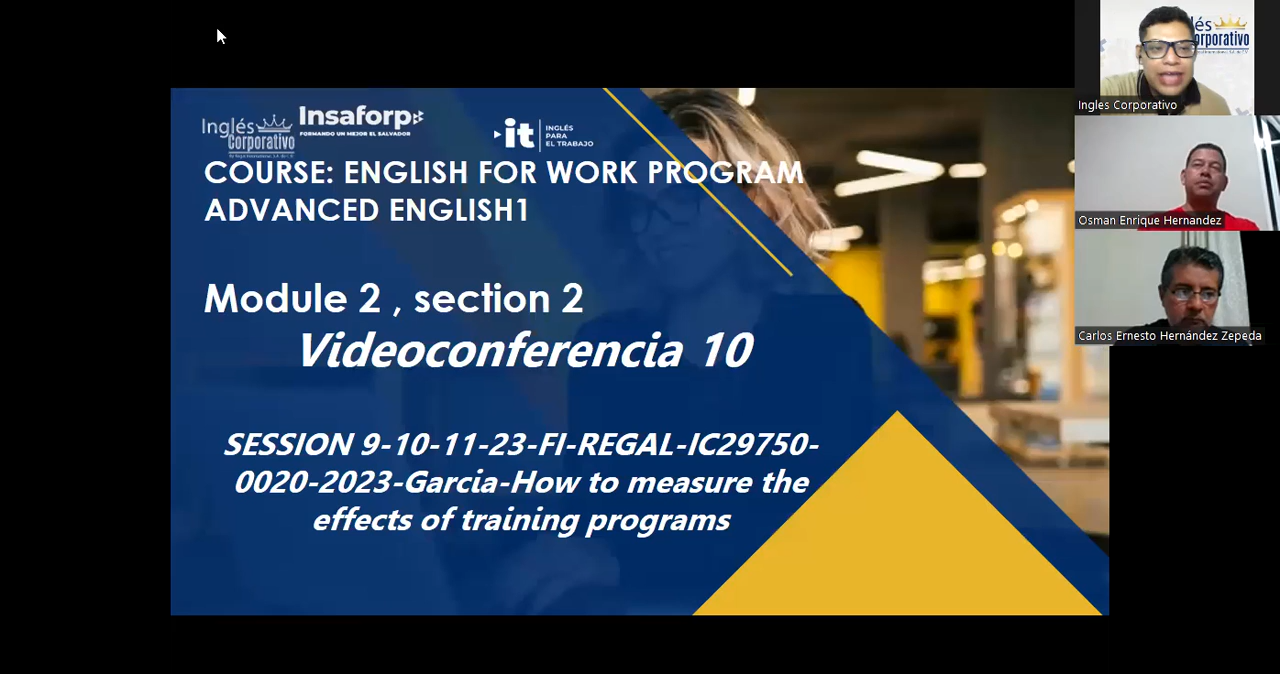 Inglés
Corporativo
Insaforp
FORMANDO UN MEJOR EL SALVADOR
it
INGLÉS
PARA
EL TRABAJO
COURSE: ENGLISH FOR WORK PROGRAM
ADVANCED ENGLISH1
Module 2 , section 2
Videoconferencia 10
SESSION 9-10-11-23-FI-REGAL-IC29750-
0020-2023-Garcia-How to measure the
effects of training programs
lés
orporativo
Ingles Corporativo
Osman Enrique Hernandez
Carlos Ernesto Hernández Zepeda